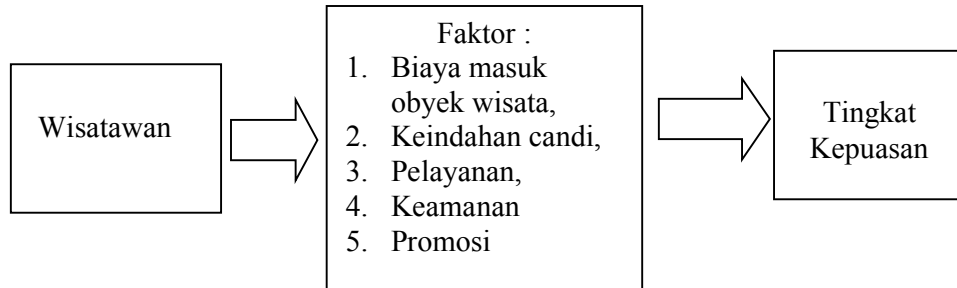 Wisatawan
Faktor :
1. Biaya masuk
obyek wisata,
2. Keindahan candi,
3. Pelayanan,
4. Keamanan
5. Promosi
Tingkat
Kepuasan